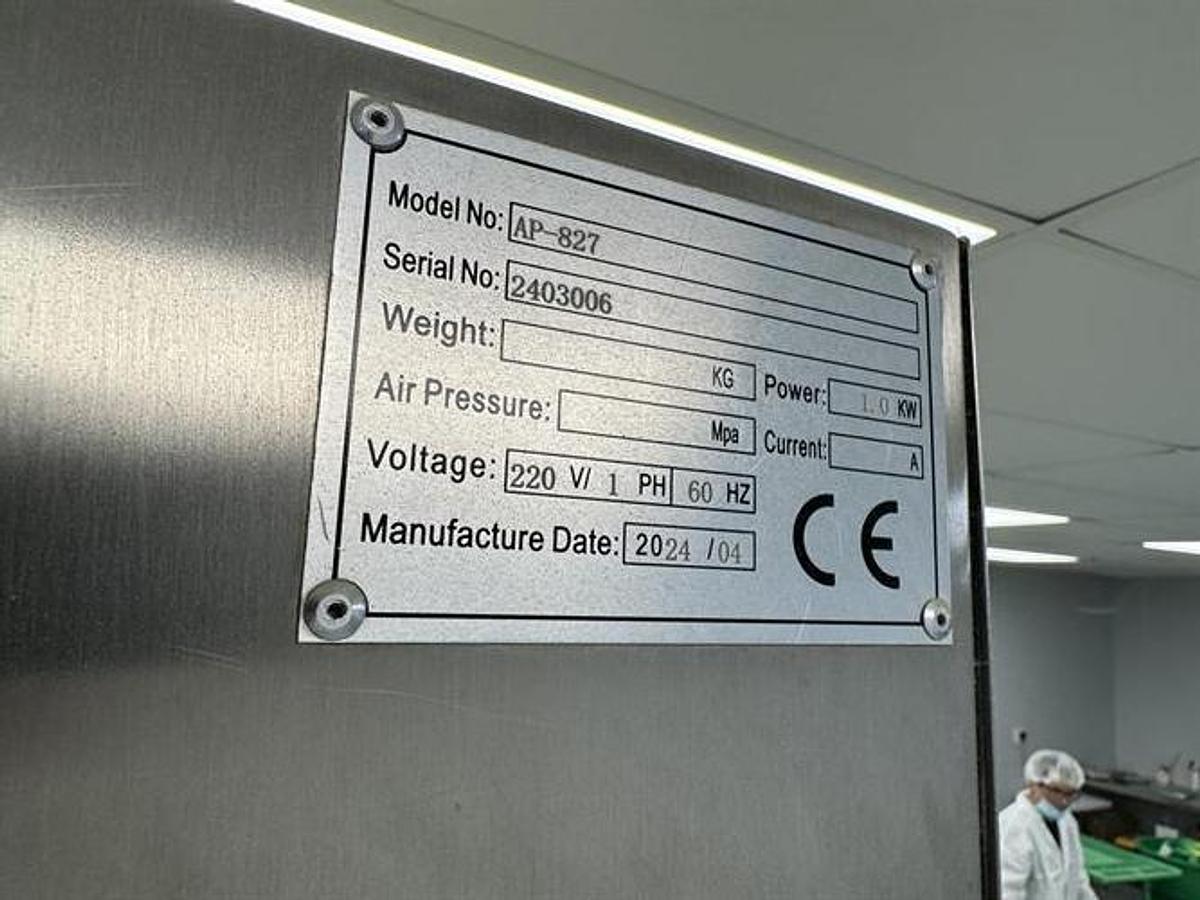 Model No: AP-827
Serial No: 2403006
Weight: KG Power: 1.0 KW
Air Pressure: Mpa Current: A
Voltage: 220 V/ 1 PH 60 HZ
Manufacture Date: 2024 /04
CE